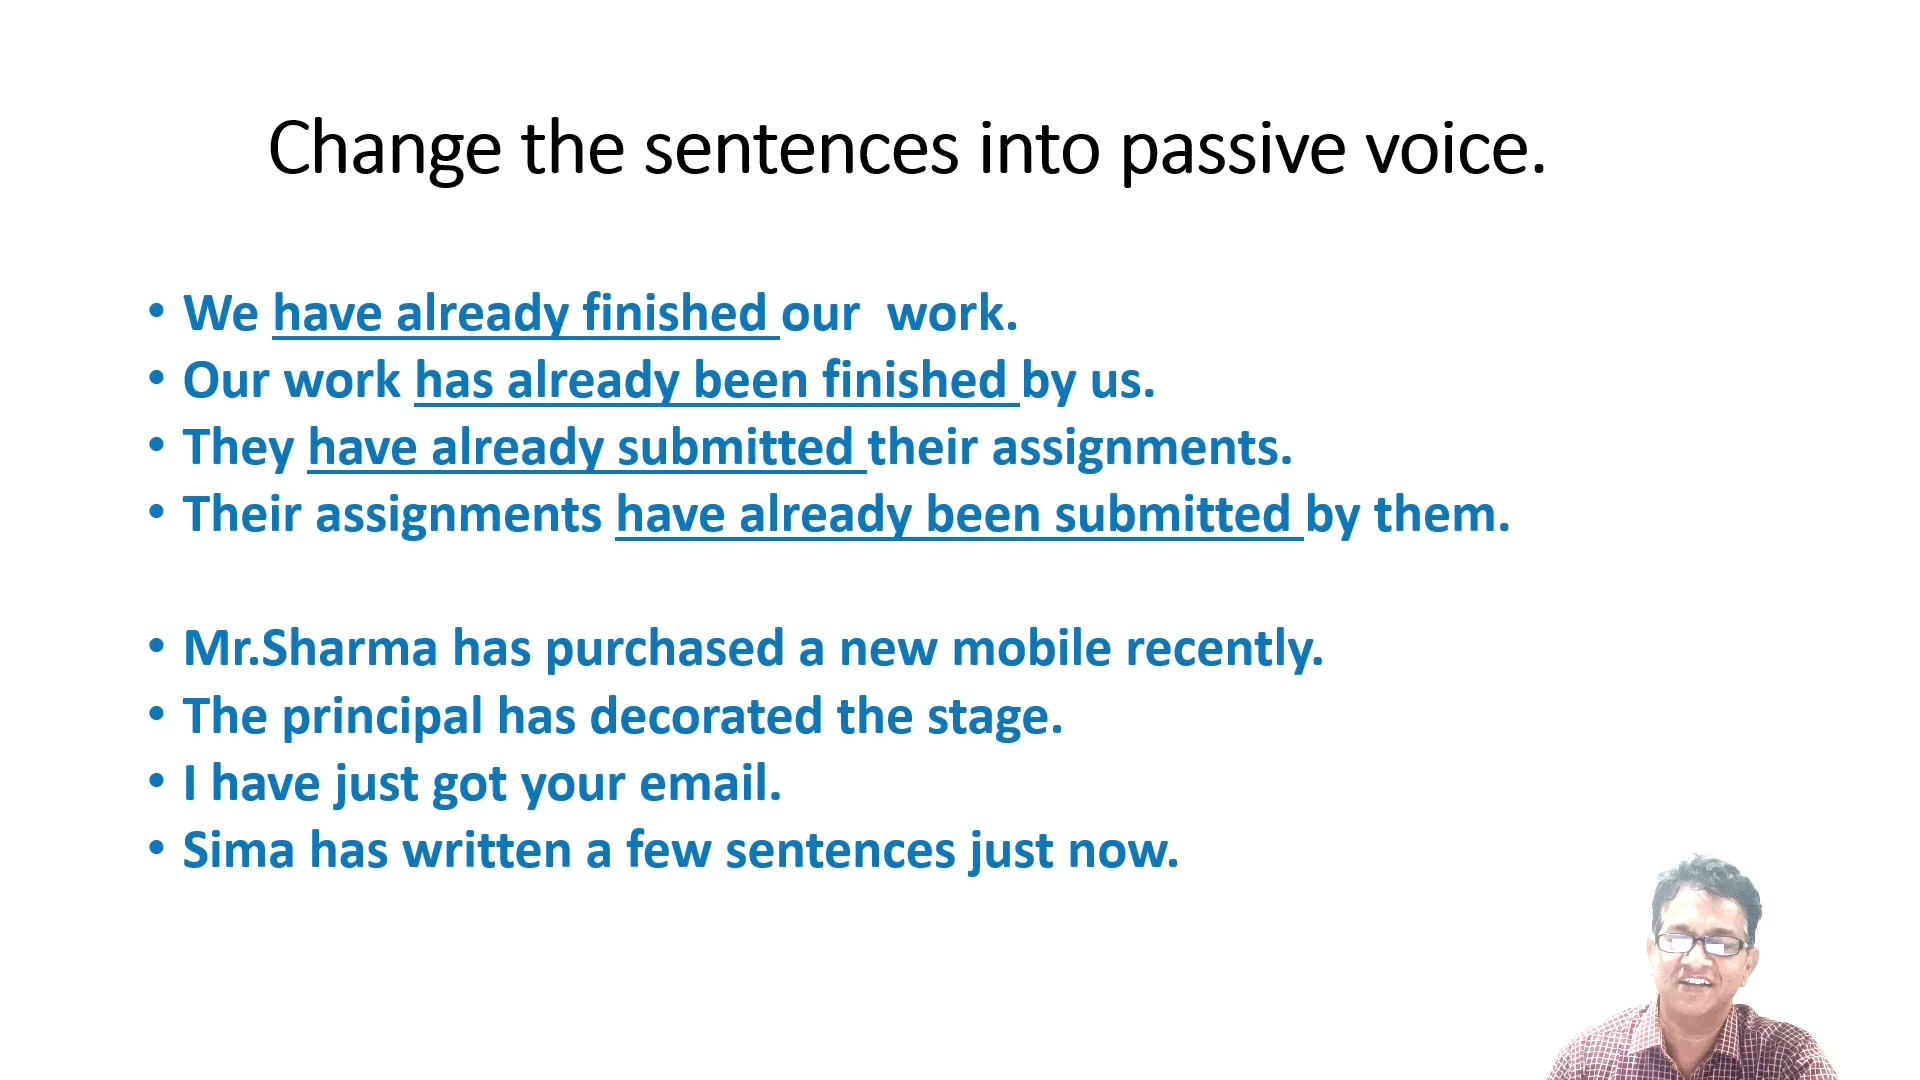 Change the sentences into passive voice.
• We have already finished our  work.
• Our work has already been finished by us.
• They have already submitted their assignments.
• Their assignments have already been submitted by them.
• Mr.Sharma has purchased a new mobile recently.
• The principal has decorated the stage.
• I have just got your email.
• Sima has written a few sentences just now.